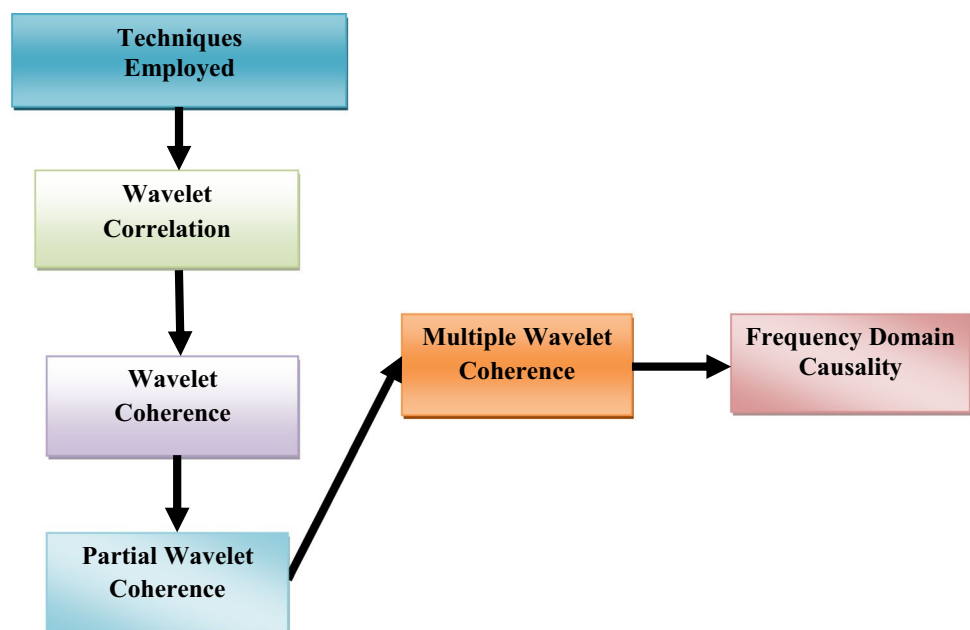 Techniques
Employed
Wavelet
Correlation
Wavelet
Coherence
Partial Wavelet
Coherence
Multiple Wavelet
Coherence
Frequency Domain
Causality